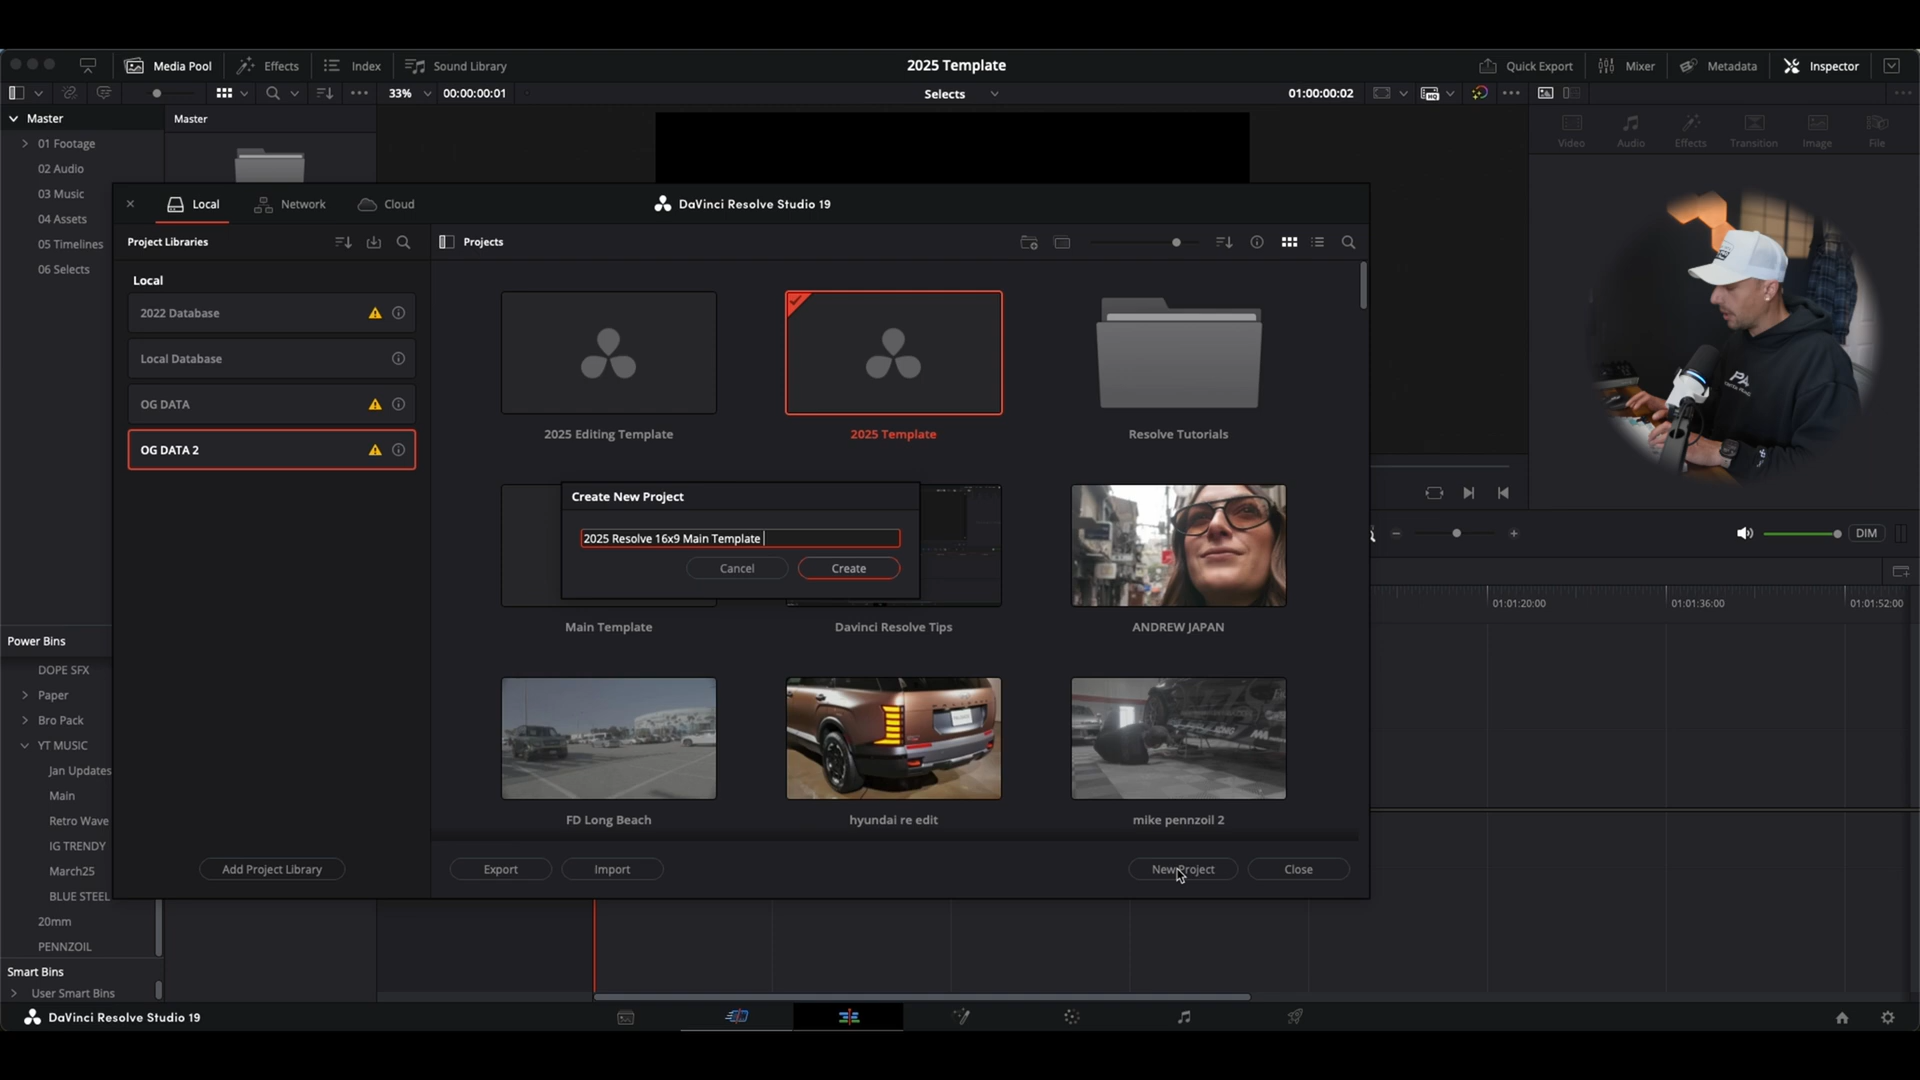 Media Pool
Effects
Index
Sound Library
2025 Template
Quick Export
Mixer
Metadata
Inspector
33%
00:00:00:01
Selects
01:00:00:02
Master
Master
01 Footage
02 Audio
03 Music
04 Assets
05 Timelines
06 Selects
Video
Audio
Effects
Transition
Image
File
Local
Network
Cloud
DaVinci Resolve Studio 19
Project Libraries
Projects
Local
2022 Database
Local Database
OG DATA
OG DATA 2
2025 Editing Template
2025 Template
Resolve Tutorials
Create New Project
2025 Resolve 16x9 Main Template
Cancel
Create
Main Template
Davinci Resolve Tips
ANDREW JAPAN
FD Long Beach
hyundai re edit
mike pennzoil 2
Add Project Library
Export
Import
New Project
Close
DIM
01:01:20:00
01:01:36:00
01:01:52:00
Power Bins
DOPE SFX
Paper
Bro Pack
YT MUSIC
Jan Updates
Main
Retro Wave
IG TRENDY
March25
BLUE STEEL
20mm
PENNZOIL
Smart Bins
User Smart Bins
DaVinci Resolve Studio 19